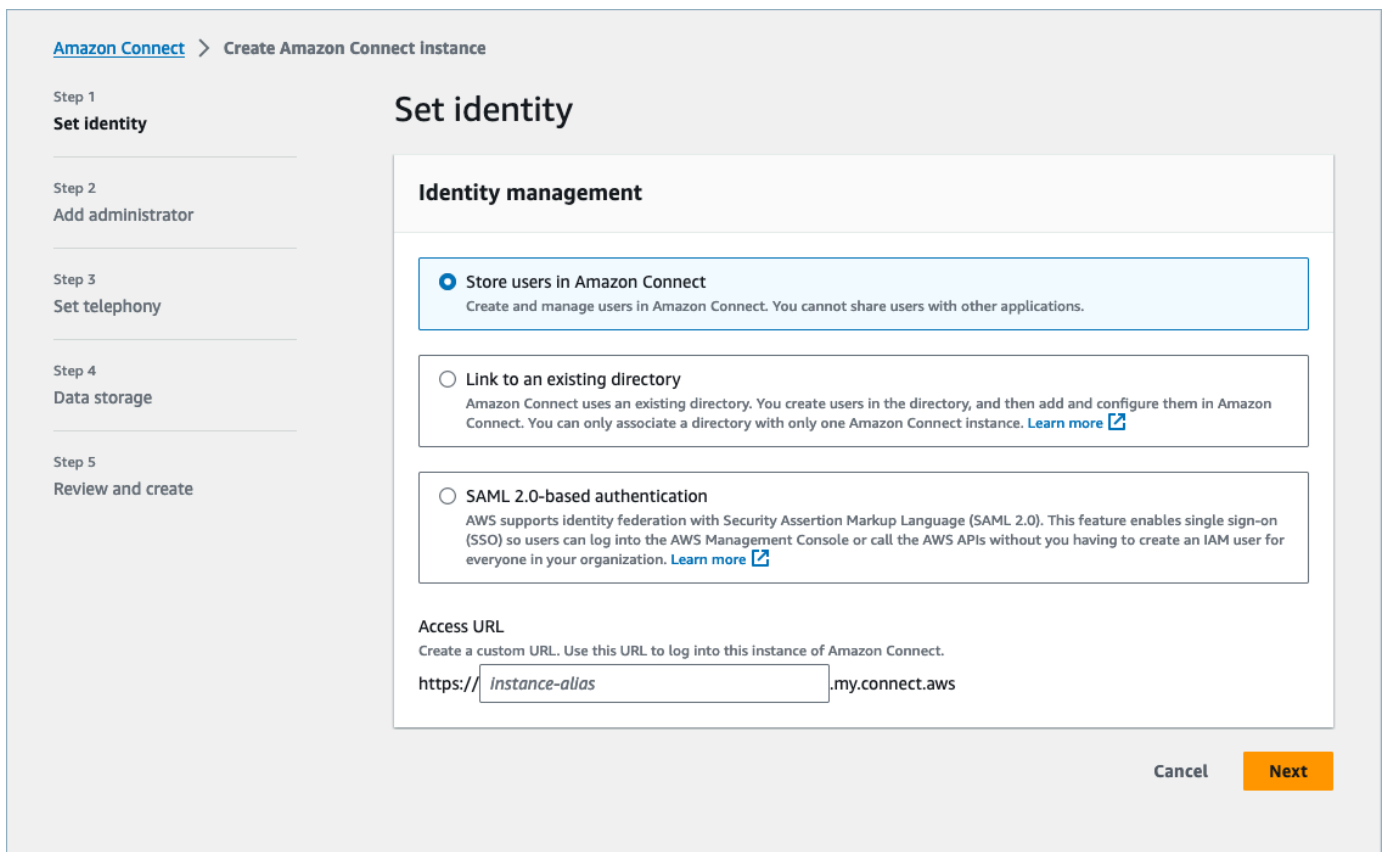 Amazon Connect > Create Amazon Connect instance
Step 1
Set identity
Step 2
Add administrator
Step 3
Set telephony
Step 4
Data storage
Step 5
Review and create
Set identity
Identity management
Store users in Amazon Connect
Create and manage users in Amazon Connect. You cannot share users with other applications.
Link to an existing directory
Amazon Connect uses an existing directory. You create users in the directory, and then add and configure them in Amazon
Connect. You can only associate a directory with only one Amazon Connect instance. Learn more
SAML 2.0-based authentication
AWS supports identity federation with Security Assertion Markup Language (SAML 2.0). This feature enables single sign-on
(SSO) so users can log into the AWS Management Console or call the AWS APIs without you having to create an IAM user for
everyone in your organization. Learn more
Access URL
Create a custom URL. Use this URL to log into this instance of Amazon Connect.
https:// instance-alias .my.connect.aws
Cancel Next